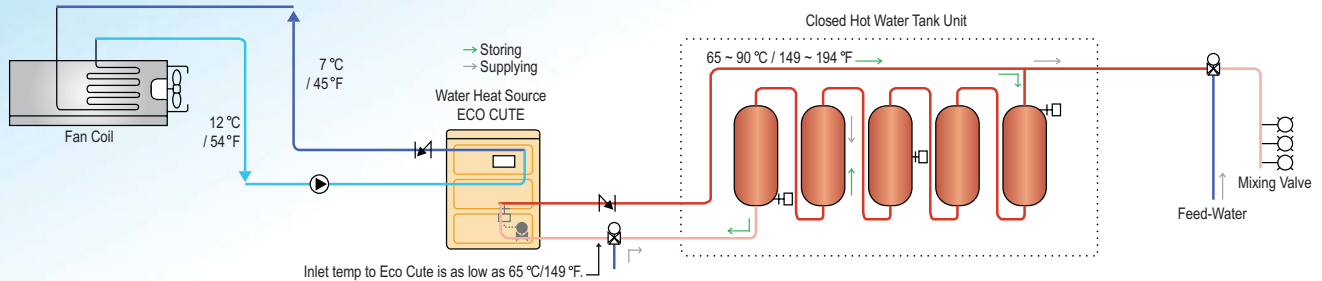 Closed Hot Water Tank Unit
→ Storing
→ Supplying
65 ~ 90 °C / 149 ~ 194 °F
7 °C
/ 45 °F
Water Heat Source
ECO CUTE
Fan Coil
12 °C
/ 54 °F
Mixing Valve
Feed-Water
Inlet temp to Eco Cute is as low as 65 °C/149 °F.